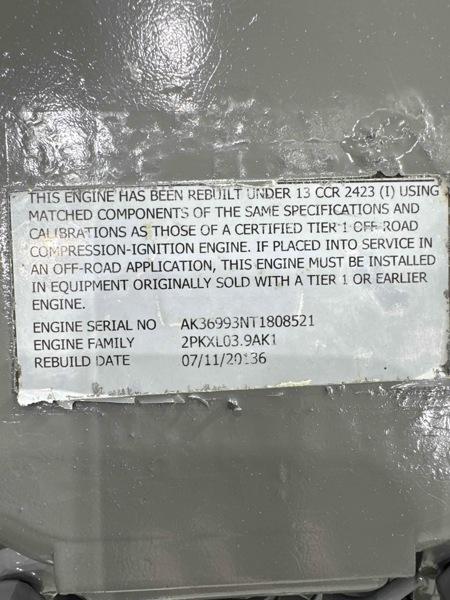 THIS ENGINE HAS BEEN REBUILT UNDER 13 CCR 2423 (I) USING
MATCHED COMPONENTS OF THE SAME SPECIFICATIONS AND
CALIBRATIONS AS THOSE OF A CERTIFIED TIER 1 OFF-ROAD
COMPRESSION-IGNITION ENGINE. IF PLACED INTO SERVICE IN
AN OFF-ROAD APPLICATION, THIS ENGINE MUST BE INSTALLED
IN EQUIPMENT ORIGINALLY SOLD WITH A TIER 1 OR EARLIER
ENGINE.
ENGINE SERIAL NO AK36993NT1808521
ENGINE FAMILY 2PKXL03.9AK1
REBUILD DATE